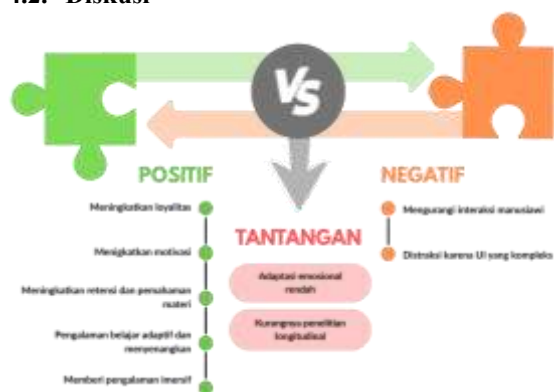 4.2. Diskusi
VS
POSITIF
NEGATIF
TANTANGAN
Meningkatkan loyalitas
Menigkatkan motivasi
Meningkatkan retensi dan pemahaman
materi
Pengalaman belajar adaptif dan
menyenangkan
Memberi pengalaman imersif
Adaptasi emosional
rendah
Kurangnya penelitian
longitudinal
Mengurangi interaksi manusiawi
Distraksi karena UI yang kompleks